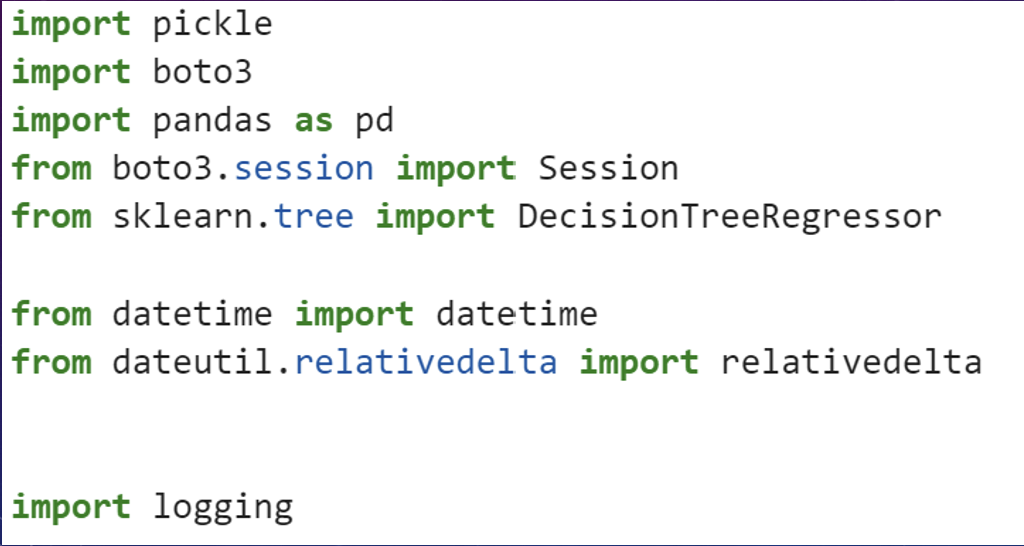 import pickle
import boto3
import pandas as pd
from boto3.session import Session
from sklearn.tree import DecisionTreeRegressor
from datetime import datetime
from dateutil.relativedelta import relativedelta
import logging